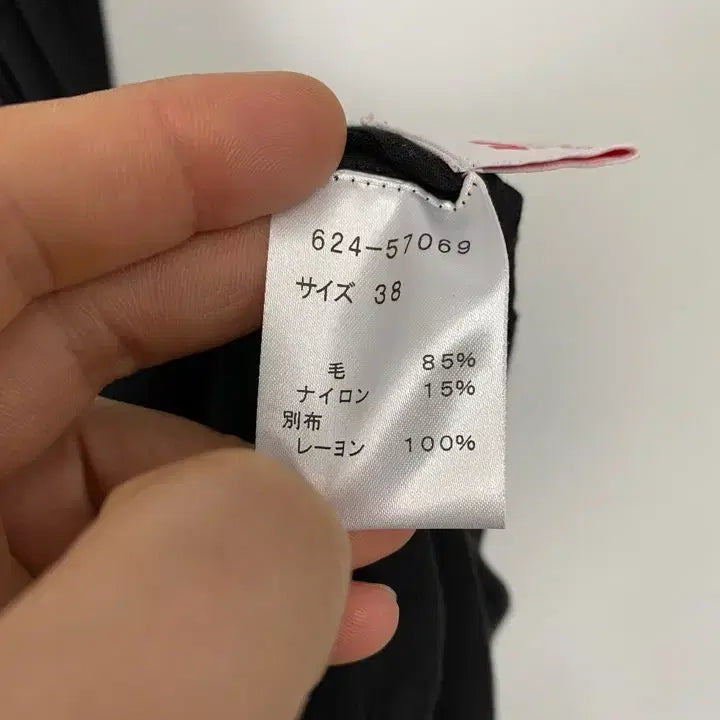 624-57069
サイズ 38
毛 85%
ナイロン 15%
別布
レーヨン 100%